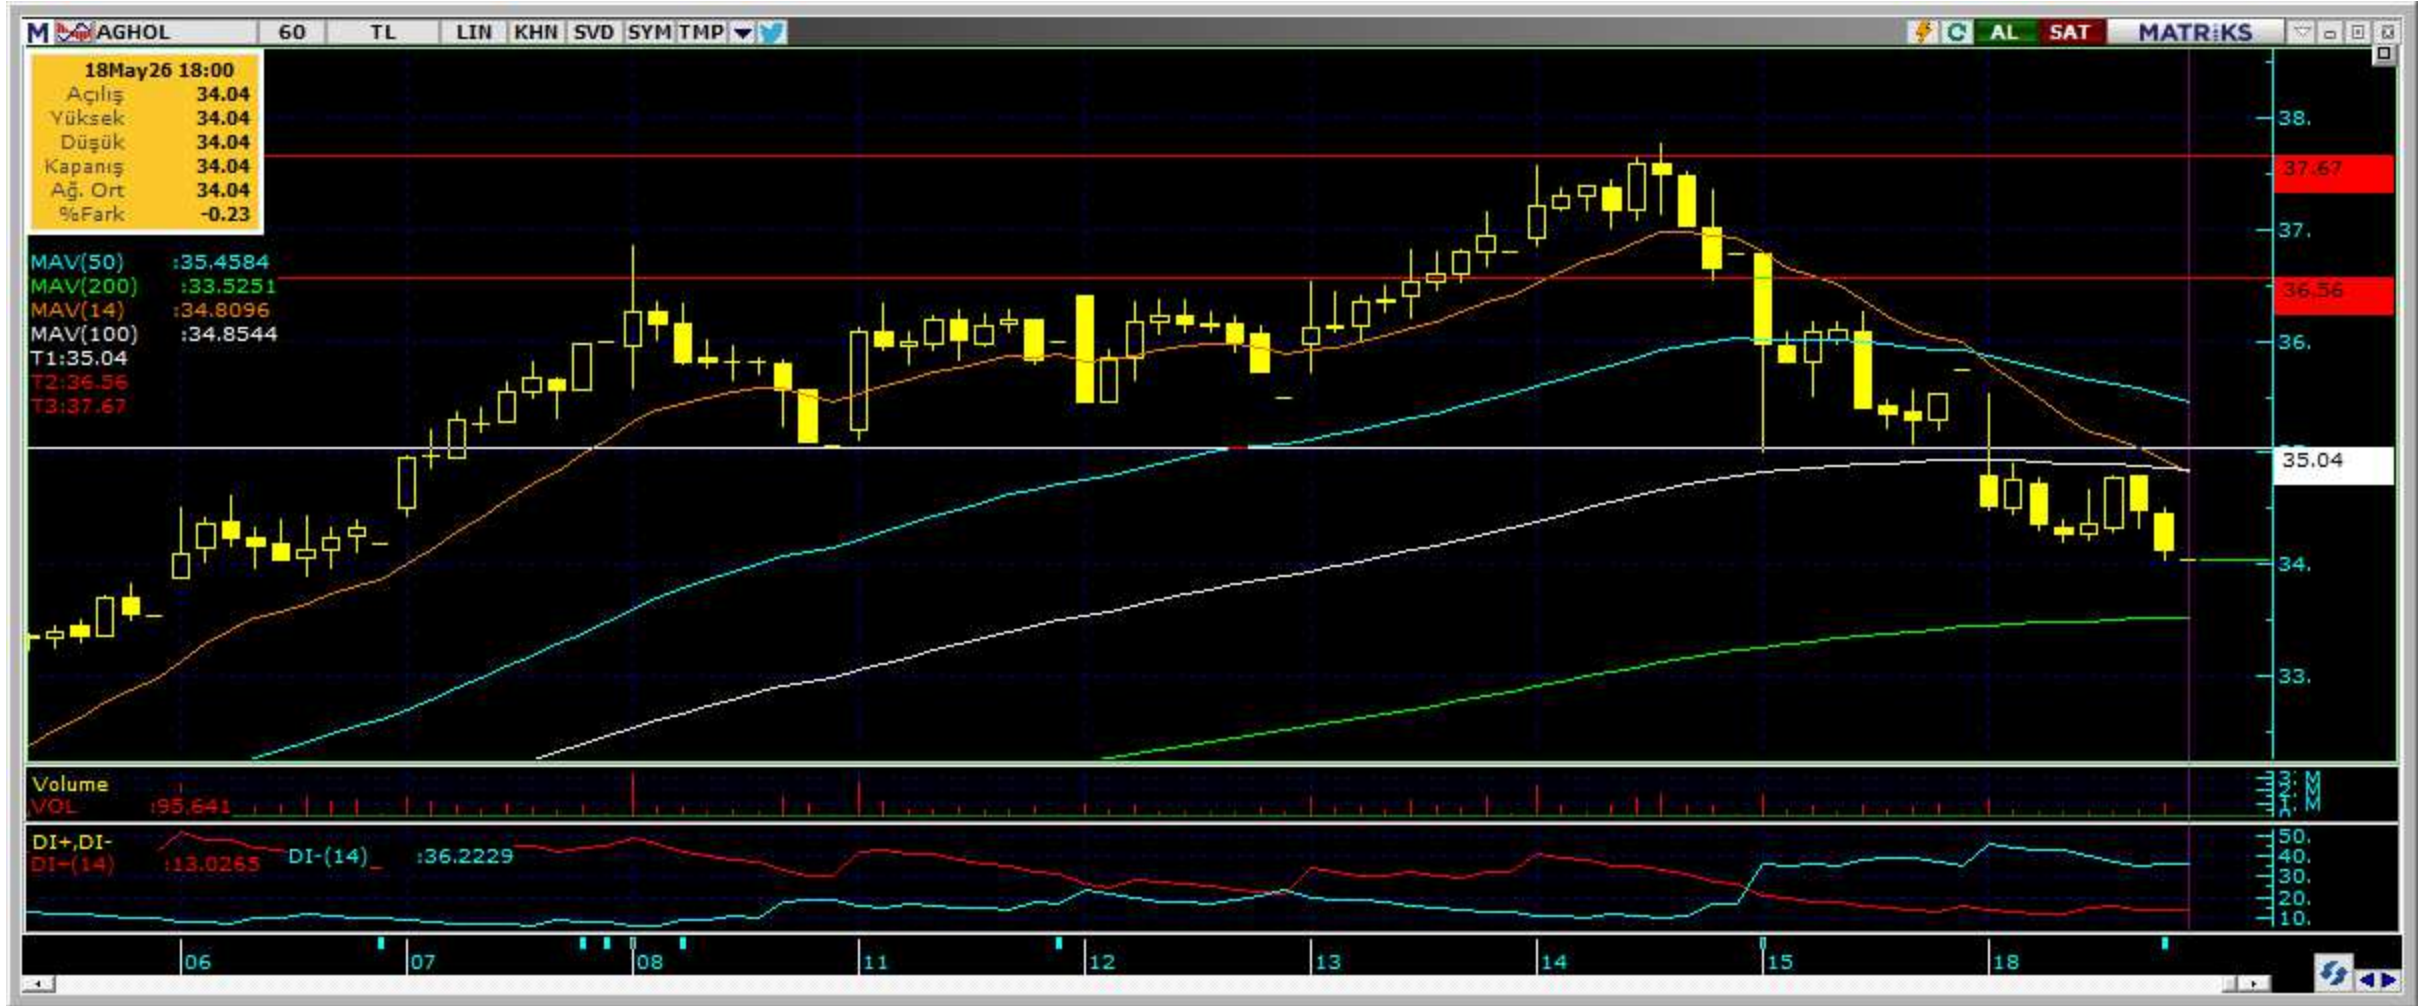 M AGHOL 60 TL LIN KHN SVD SYM TMP AL SAT MATRiKS
18May26 18:00
Açılış 34.04
Yüksek 34.04
Düşük 34.04
Kapanış 34.04
Ağ. Ort 34.04
%Fark -0.23
MAV(50) :35.4584
MAV(200) :33.5251
MAV(14) :34.8096
MAV(100) :34.8544
T1:35.04
T2:36.56
T3:37.67
38.
37.67
37.
36.56
36.
35.04
34.
33.
Volume
VOL :95,641
3. M
2. M
1. M
DI+,DI-
DI+(14) :13.0265 DI-(14) :36.2229
50.
40.
30.
20.
10.
06 07 08 11 12 13 14 15 18